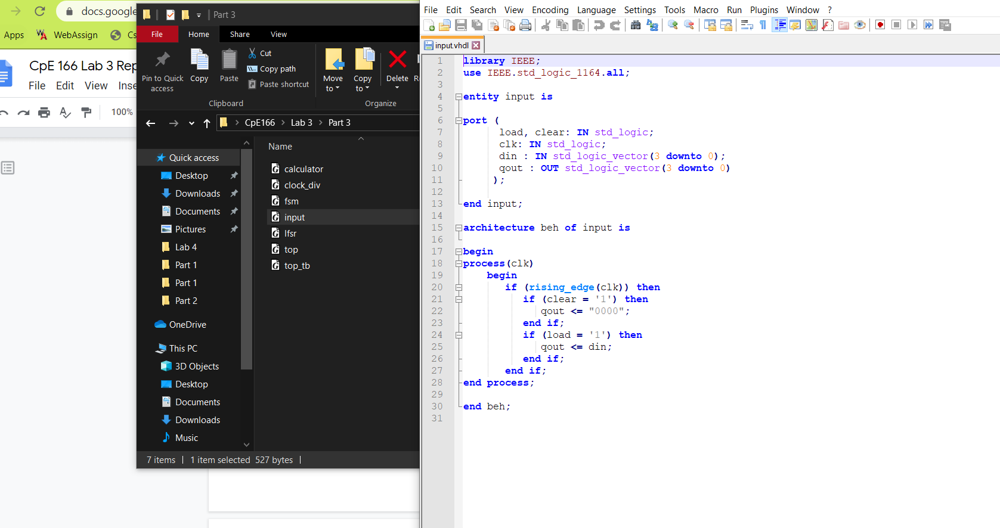 docs.google
Apps WebAssign Cs
CpE 166 Lab 3 Rep
File Edit View Inse
100%
Part 3
File Home Share View
Pin to Quick access
Copy
Paste
Cut
Copy path
Paste shortcut
Clipboard
Move to
Copy to
Delete
R
Organize
CpE166 > Lab 3 > Part 3
Quick access
Desktop
Downloads
Documents
Pictures
Lab 4
Part 1
Part 1
Part 2
OneDrive
This PC
3D Objects
Desktop
Documents
Downloads
Music
Name
calculator
clock_div
fsm
input
lfsr
top
top_tb
7 items | 1 item selected 527 bytes |
File Edit Search View Encoding Language Settings Tools Macro Run Plugins Window ?
input.vhdl
1 library IEEE;
2 use IEEE.std_logic_1164.all;
3
4 entity input is
5
6 port (
7 load, clear: IN std_logic;
8 clk: IN std_logic;
9 din : IN std_logic_vector(3 downto 0);
10 qout : OUT std_logic_vector(3 downto 0)
11 );
12
13 end input;
14
15 architecture beh of input is
16
17 begin
18 process(clk)
19 begin
20 if (rising_edge(clk)) then
21 if (clear = '1') then
22 qout <= "0000";
23 end if;
24 if (load = '1') then
25 qout <= din;
26 end if;
27 end if;
28 end process;
29
30 end beh;
31